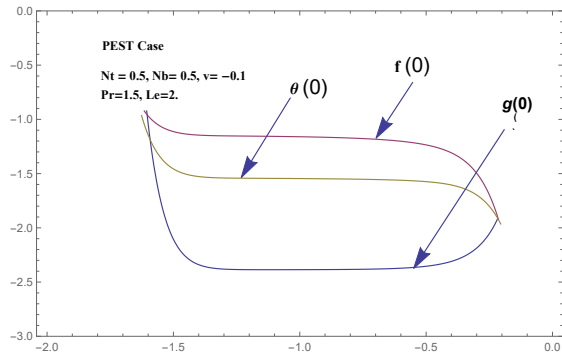 PEST Case
Nt = 0.5, Nb= 0.5, v= −0.1
Pr=1.5, Le=2.
θ (0)
f (0)
g(0)
0.0
−0.5
−1.0
−1.5
−2.0
−2.5
−3.0
−2.0 −1.5 −1.0 −0.5 0.0